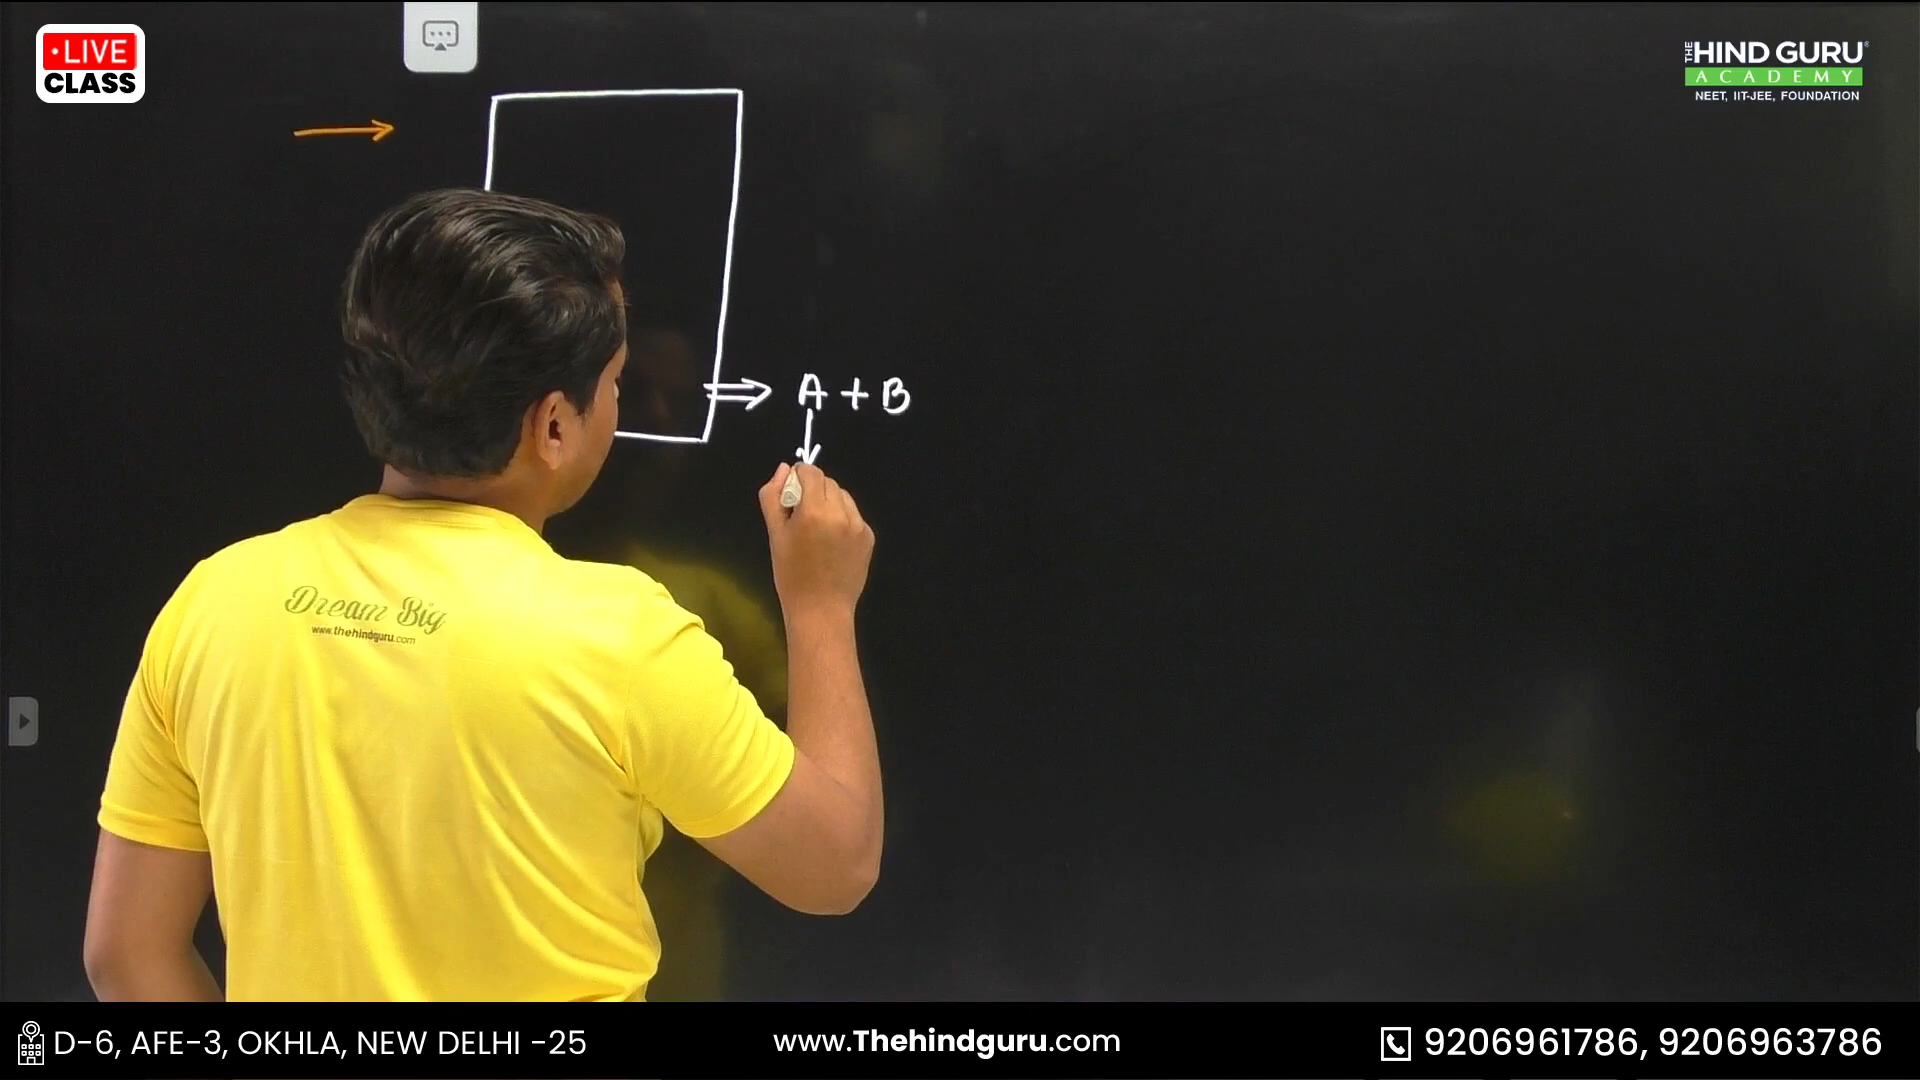 • LIVE
CLASS
THE HIND GURU®
ACADEMY
NEET, IIT-JEE, FOUNDATION
A + B
Dream Big
www.thehindguru.com
D-6, AFE-3, OKHLA, NEW DELHI -25
www.Thehindguru.com
9206961786, 9206963786